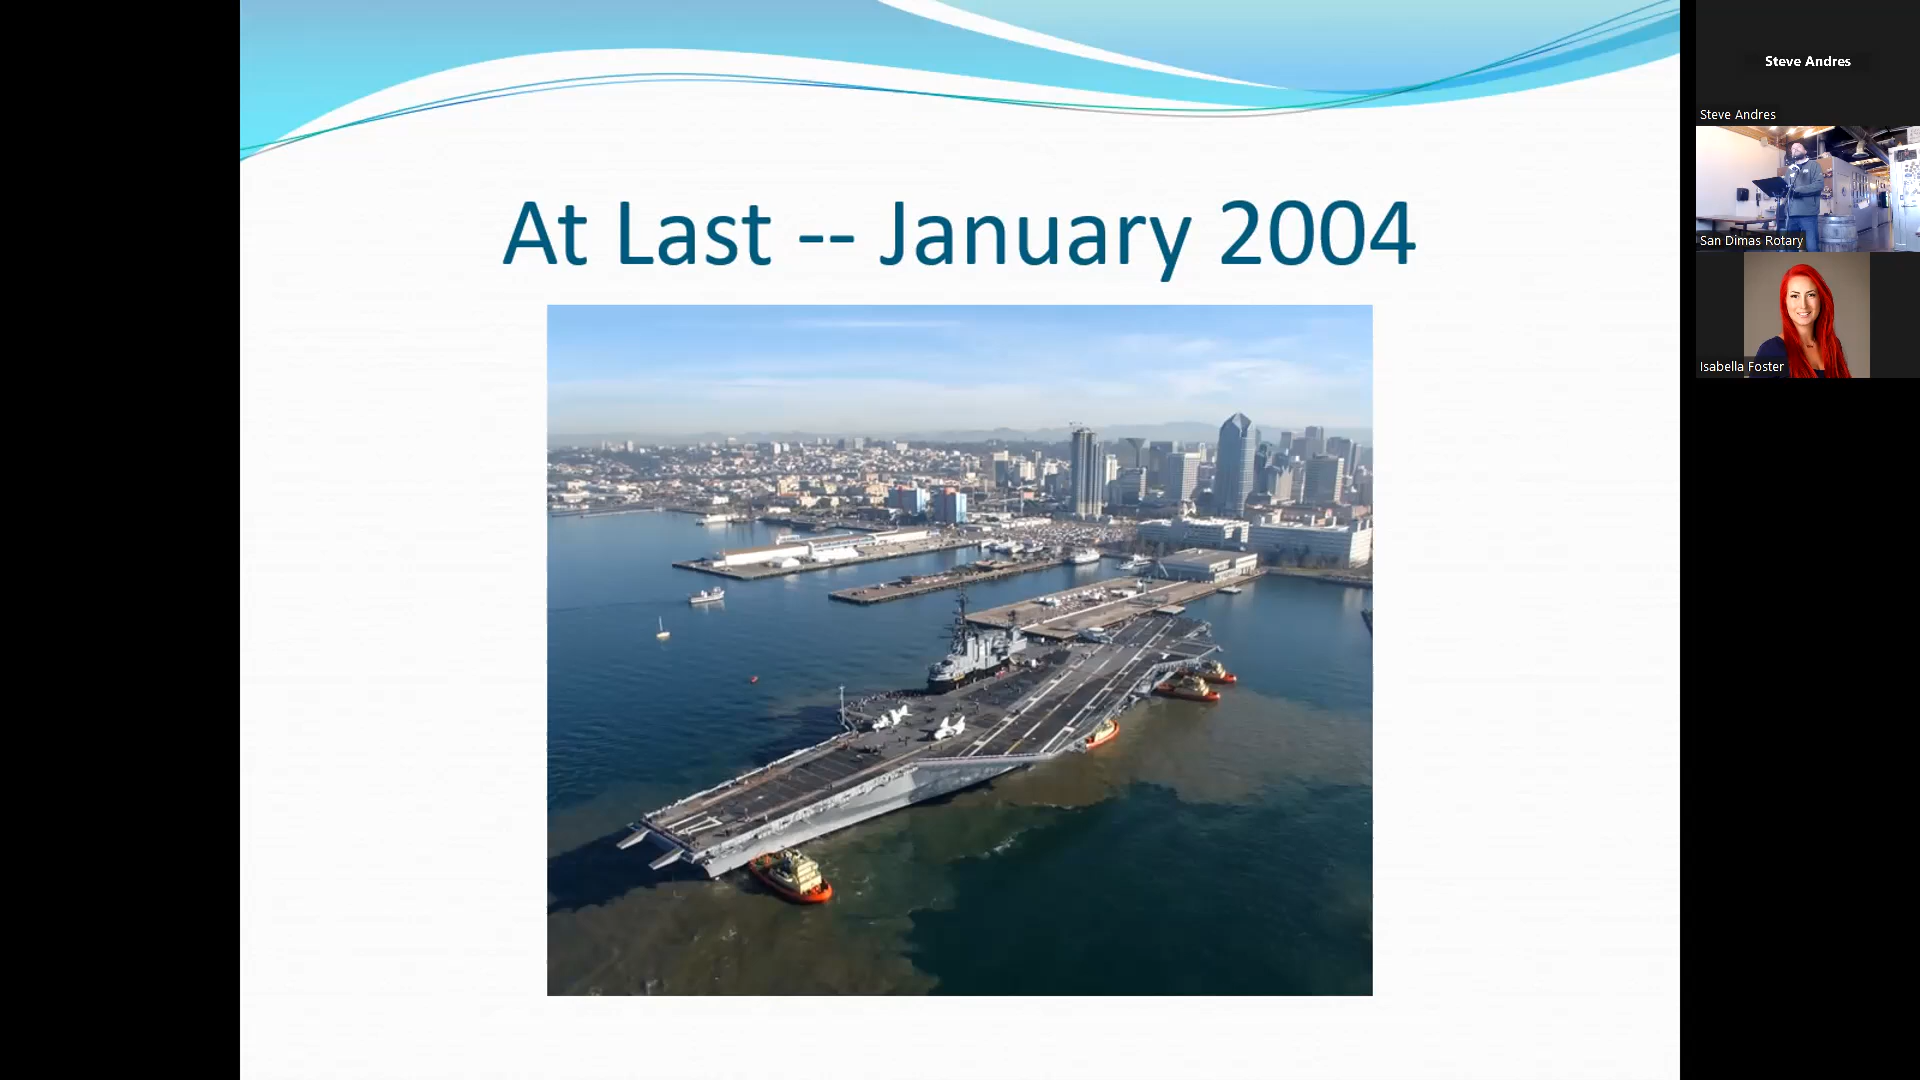 At Last -- January 2004
Steve Andres
Steve Andres
San Dimas Rotary
Isabella Foster